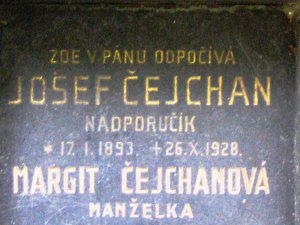 ZDE V PÁNU ODPOČÍVÁ
JOSEF ČEJCHAN
NADPORUČÍK
* 17. I. 1893. +26.X.1928.
MARGIT ČEJCHANOVÁ
MANŽELKA